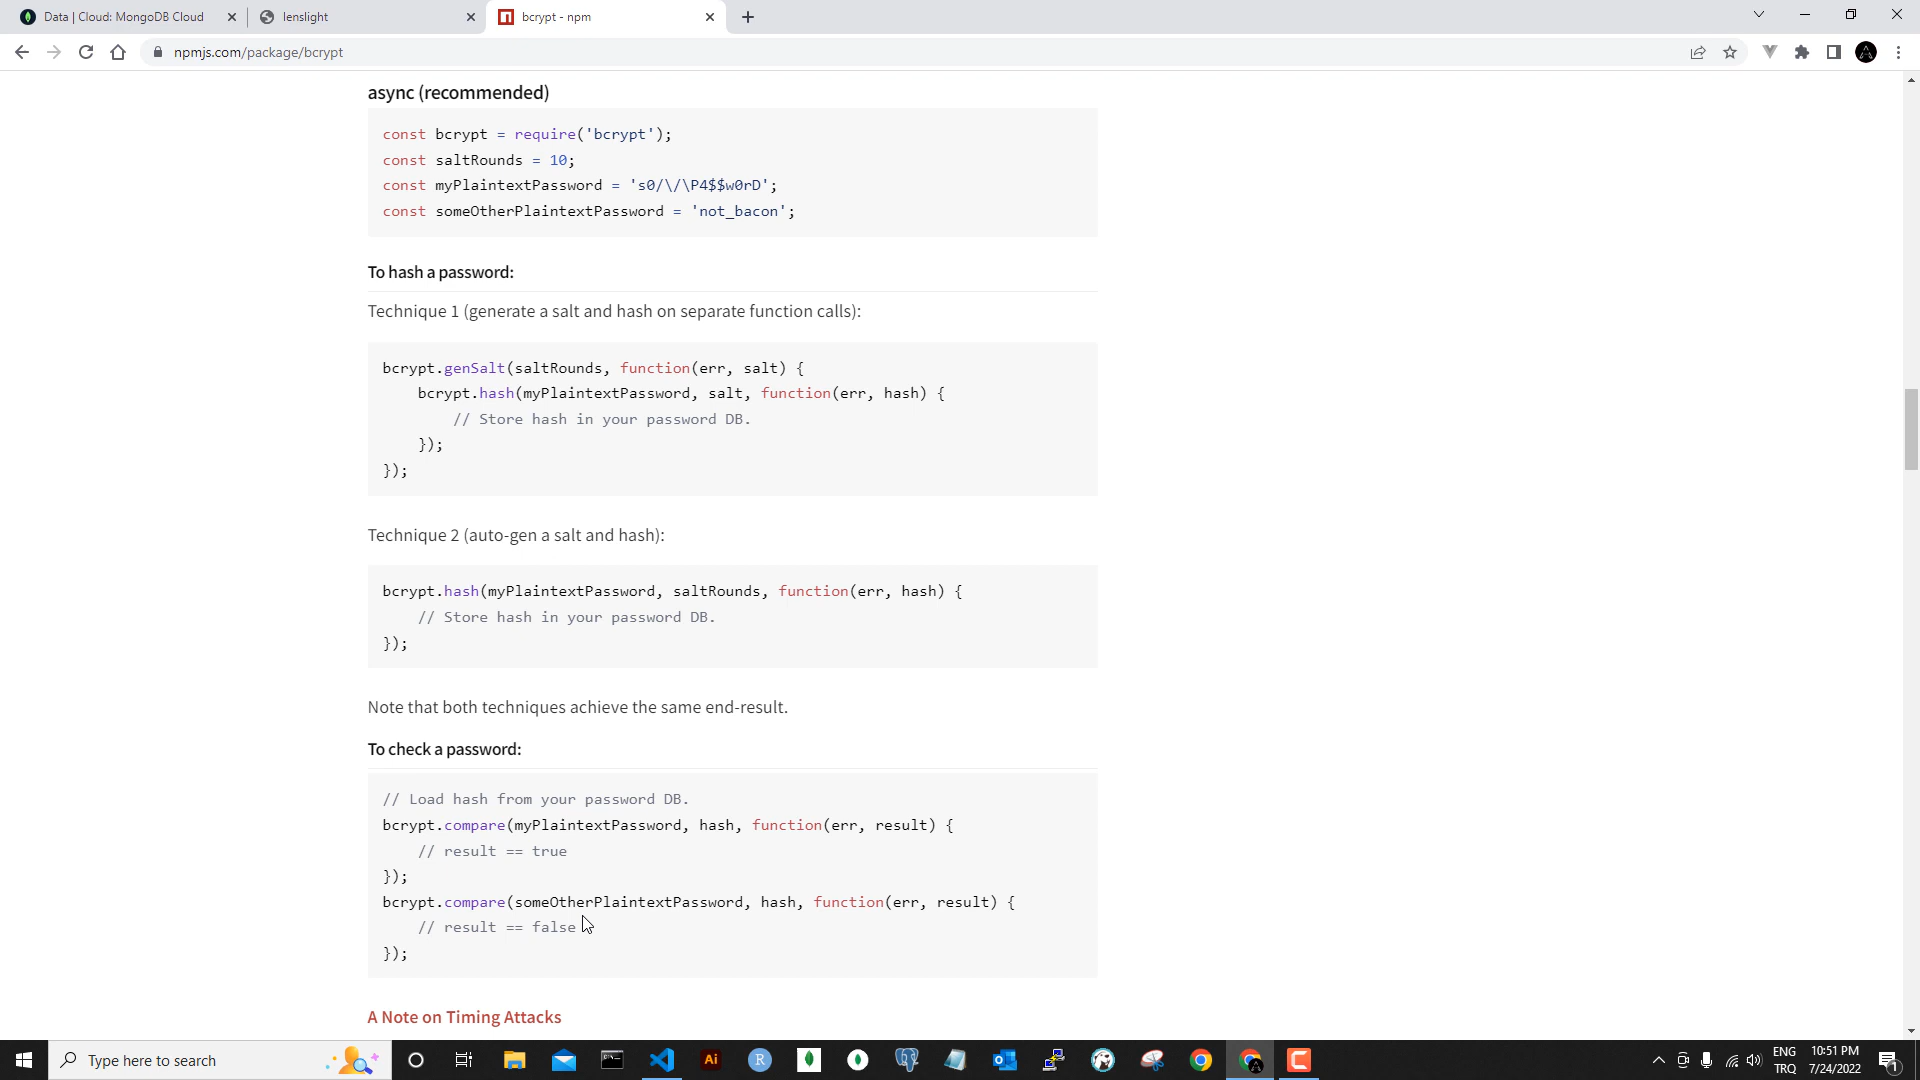 Data | Cloud: MongoDB Cloud
lenslight
bcrypt - npm
npmjs.com/package/bcrypt
async (recommended)
const bcrypt = require('bcrypt');
const saltRounds = 10;
const myPlaintextPassword = 's0/\/\P4$$w0rD';
const someOtherPlaintextPassword = 'not_bacon';
To hash a password:
Technique 1 (generate a salt and hash on separate function calls):
bcrypt.genSalt(saltRounds, function(err, salt) {
    bcrypt.hash(myPlaintextPassword, salt, function(err, hash) {
        // Store hash in your password DB.
    });
});
Technique 2 (auto-gen a salt and hash):
bcrypt.hash(myPlaintextPassword, saltRounds, function(err, hash) {
    // Store hash in your password DB.
});
Note that both techniques achieve the same end-result.
To check a password:
// Load hash from your password DB.
bcrypt.compare(myPlaintextPassword, hash, function(err, result) {
    // result == true
});
bcrypt.compare(someOtherPlaintextPassword, hash, function(err, result) {
    // result == false
});
A Note on Timing Attacks
Type here to search
Ai
R
ENG
TRQ
10:51 PM
7/24/2022
1